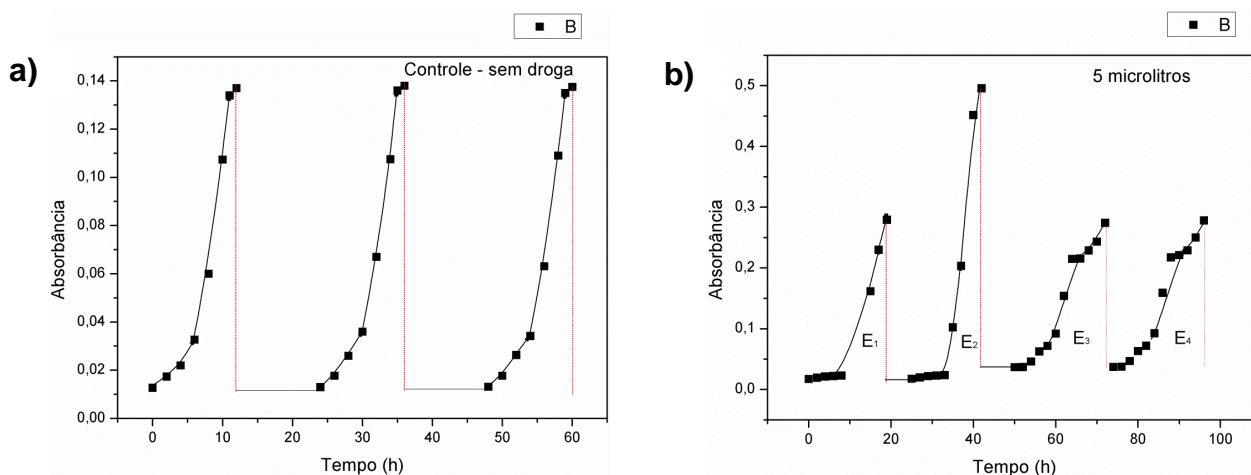 a)
B
Controle - sem droga
Absorbância
0,14
0,12
0,10
0,08
0,06
0,04
0,02
0,00
0 10 20 30 40 50 60
Tempo (h)
b)
B
5 microlitros
Absorbância
0,5
0,4
0,3
0,2
0,1
0,0
E1 E2 E3 E4
0 20 40 60 80 100
Tempo (h)